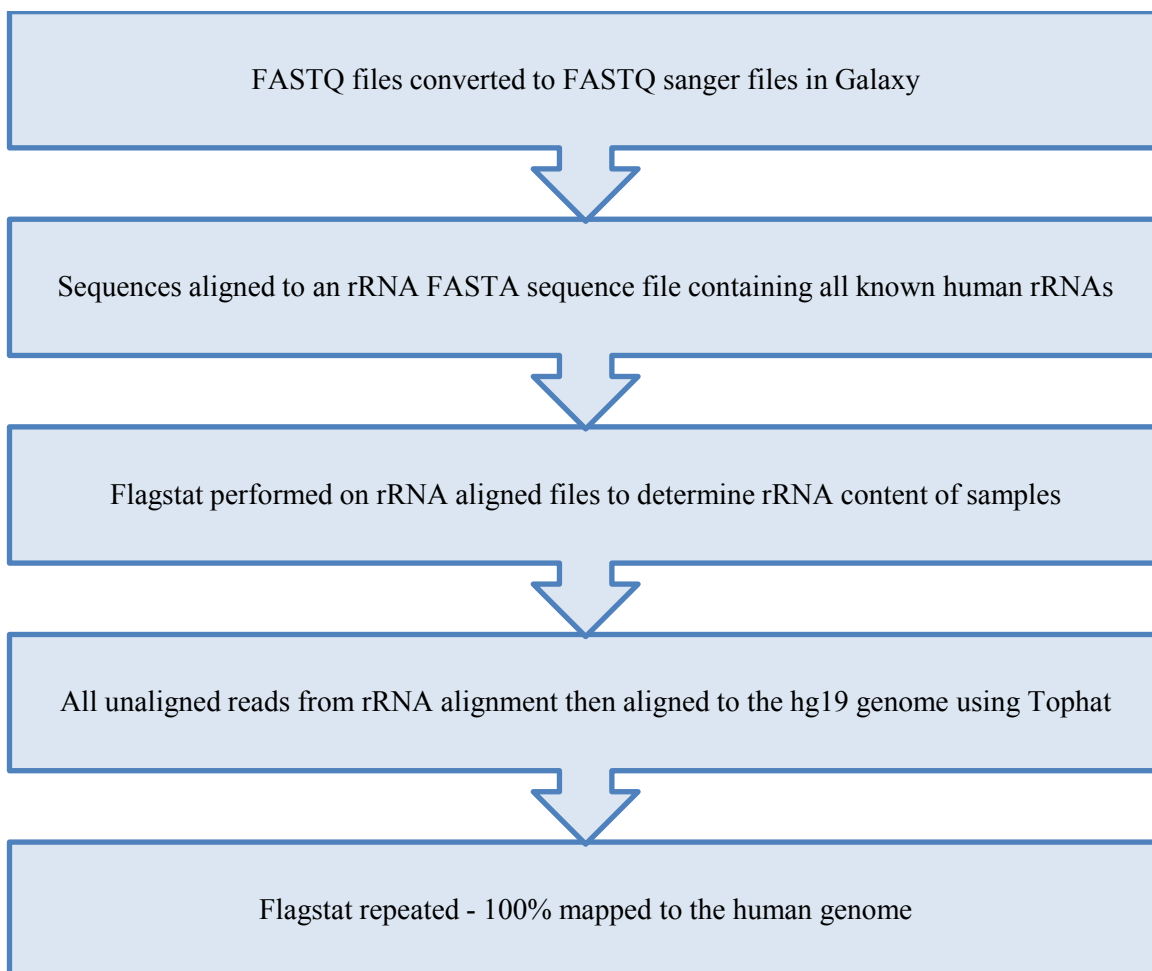 FASTQ files converted to FASTQ sanger files in Galaxy
Sequences aligned to an rRNA FASTA sequence file containing all known human rRNAs
Flagstat performed on rRNA aligned files to determine rRNA content of samples
All unaligned reads from rRNA alignment then aligned to the hg19 genome using Tophat
Flagstat repeated - 100% mapped to the human genome